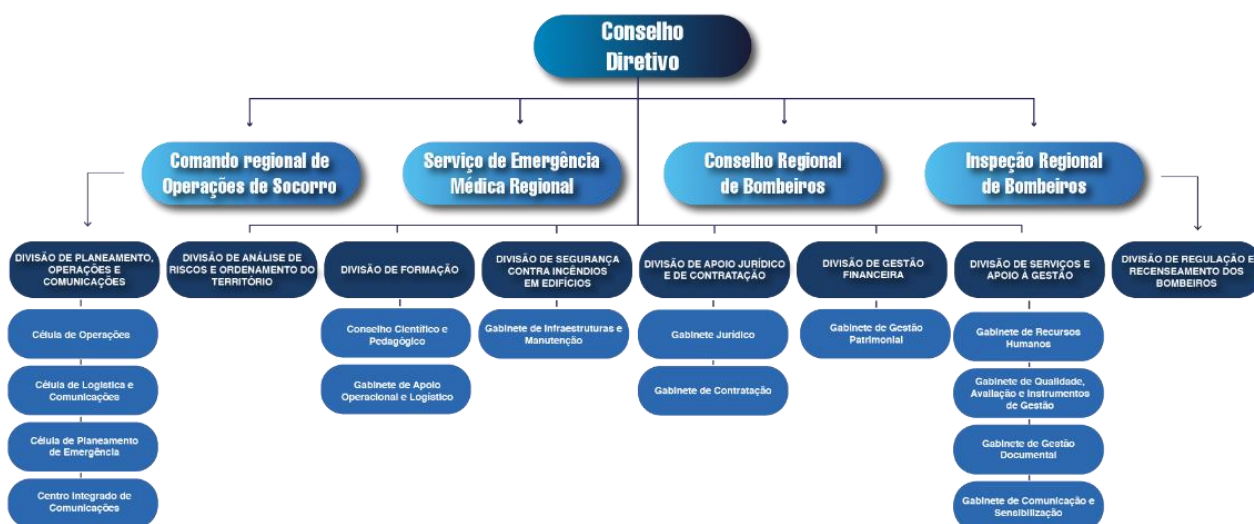 Conselho
Diretivo
Comando regional de
Operações de Socorro
Serviço de Emergência
Médica Regional
Conselho Regional
de Bombeiros
Inspeção Regional
de Bombeiros
DIVISÃO DE PLANEAMENTO,
OPERAÇÕES E
COMUNICAÇÕES
DIVISÃO DE ANÁLISE DE
RISCOS E ORDENAMENTO DO
TERRITÓRIO
DIVISÃO DE FORMAÇÃO
DIVISÃO DE SEGURANÇA
CONTRA INCÊNDIOS
EM EDIFÍCIOS
DIVISÃO DE APOIO JURÍDICO
E DE CONTRATAÇÃO
DIVISÃO DE GESTÃO
FINANCEIRA
DIVISÃO DE SERVIÇOS E
APOIO À GESTÃO
DIVISÃO DE REGULAÇÃO E
RECENSEAMENTO DOS
BOMBEIROS
Célula de Operações
Célula de Logística e
Comunicações
Célula de Planeamento
de Emergência
Centro Integrado de
Comunicações
Conselho Científico e
Pedagógico
Gabinete de Apoio
Operacional e Logístico
Gabinete de Infraestruturas e
Manutenção
Gabinete Jurídico
Gabinete de Contratação
Gabinete de Gestão
Patrimonial
Gabinete de Recursos
Humanos
Gabinete de Qualidade,
Avaliação e Instrumentos
de Gestão
Gabinete de Gestão
Documental
Gabinete de Comunicação e
Sensibilização